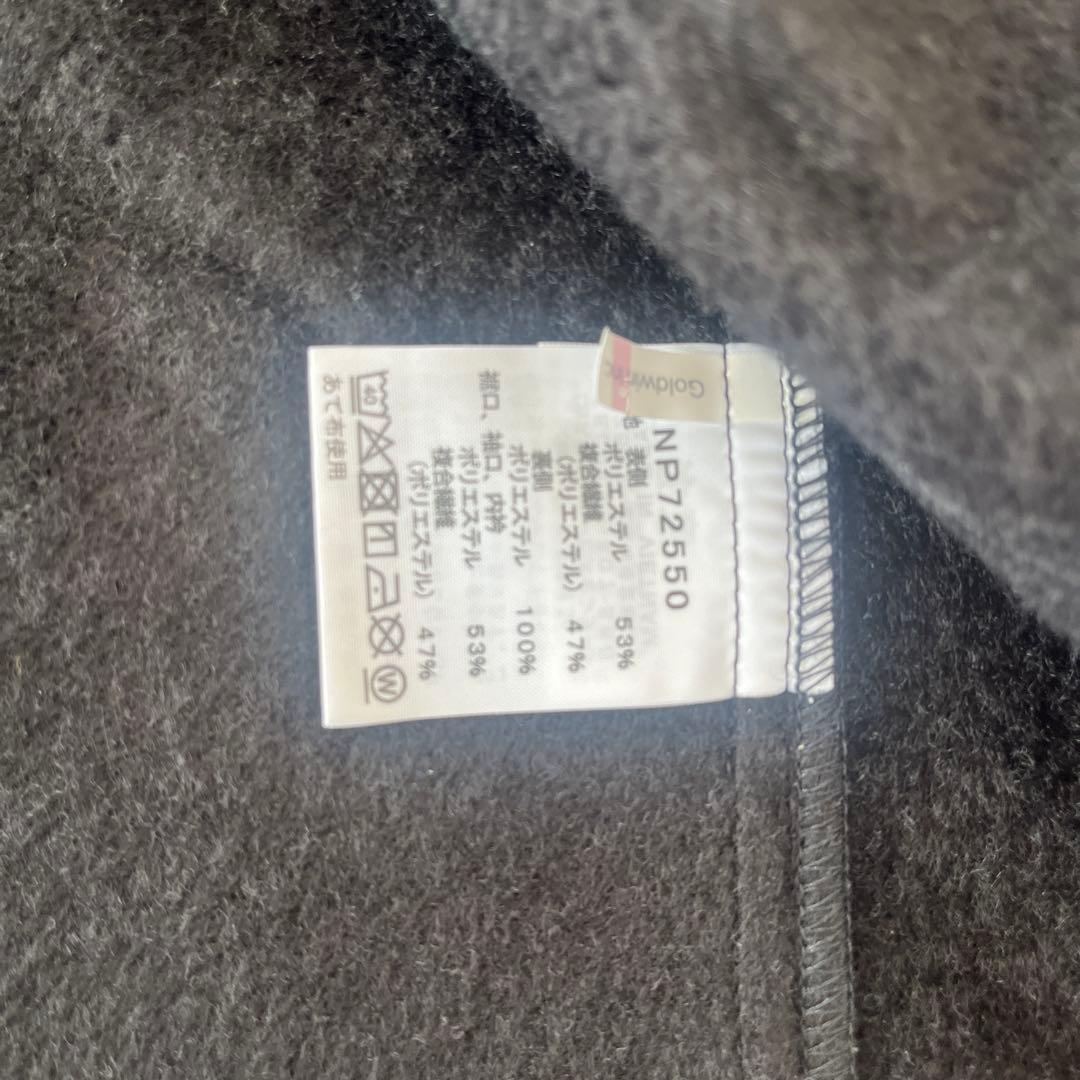 Goldwin
NP72550
地 表側
ポリエステル 53%
複合繊維
(ポリエステル) 47%
裏側
ポリエステル 100%
裾口、袖口、内衿
ポリエステル 53%
複合繊維
(ポリエステル) 47%
40
W
あて布使用